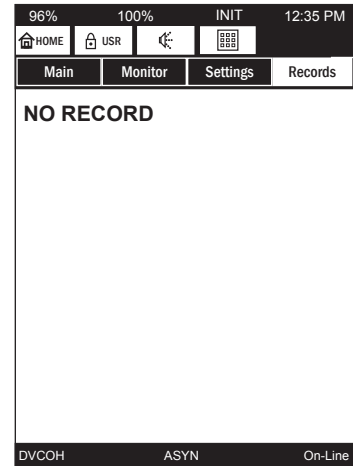 96% 100% INIT 12:35 PM
HOME USR
Main Monitor Settings Records
NO RECORD
DVCOH ASYN On-Line